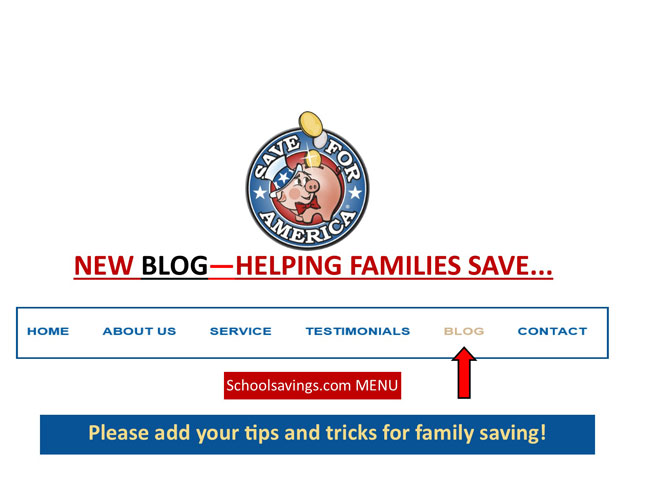 SAVE FOR
AMERICA
NEW BLOG—HELPING FAMILIES SAVE...
HOME ABOUT US SERVICE TESTIMONIALS BLOG CONTACT
Schoolsavings.com MENU
Please add your tips and tricks for family saving!